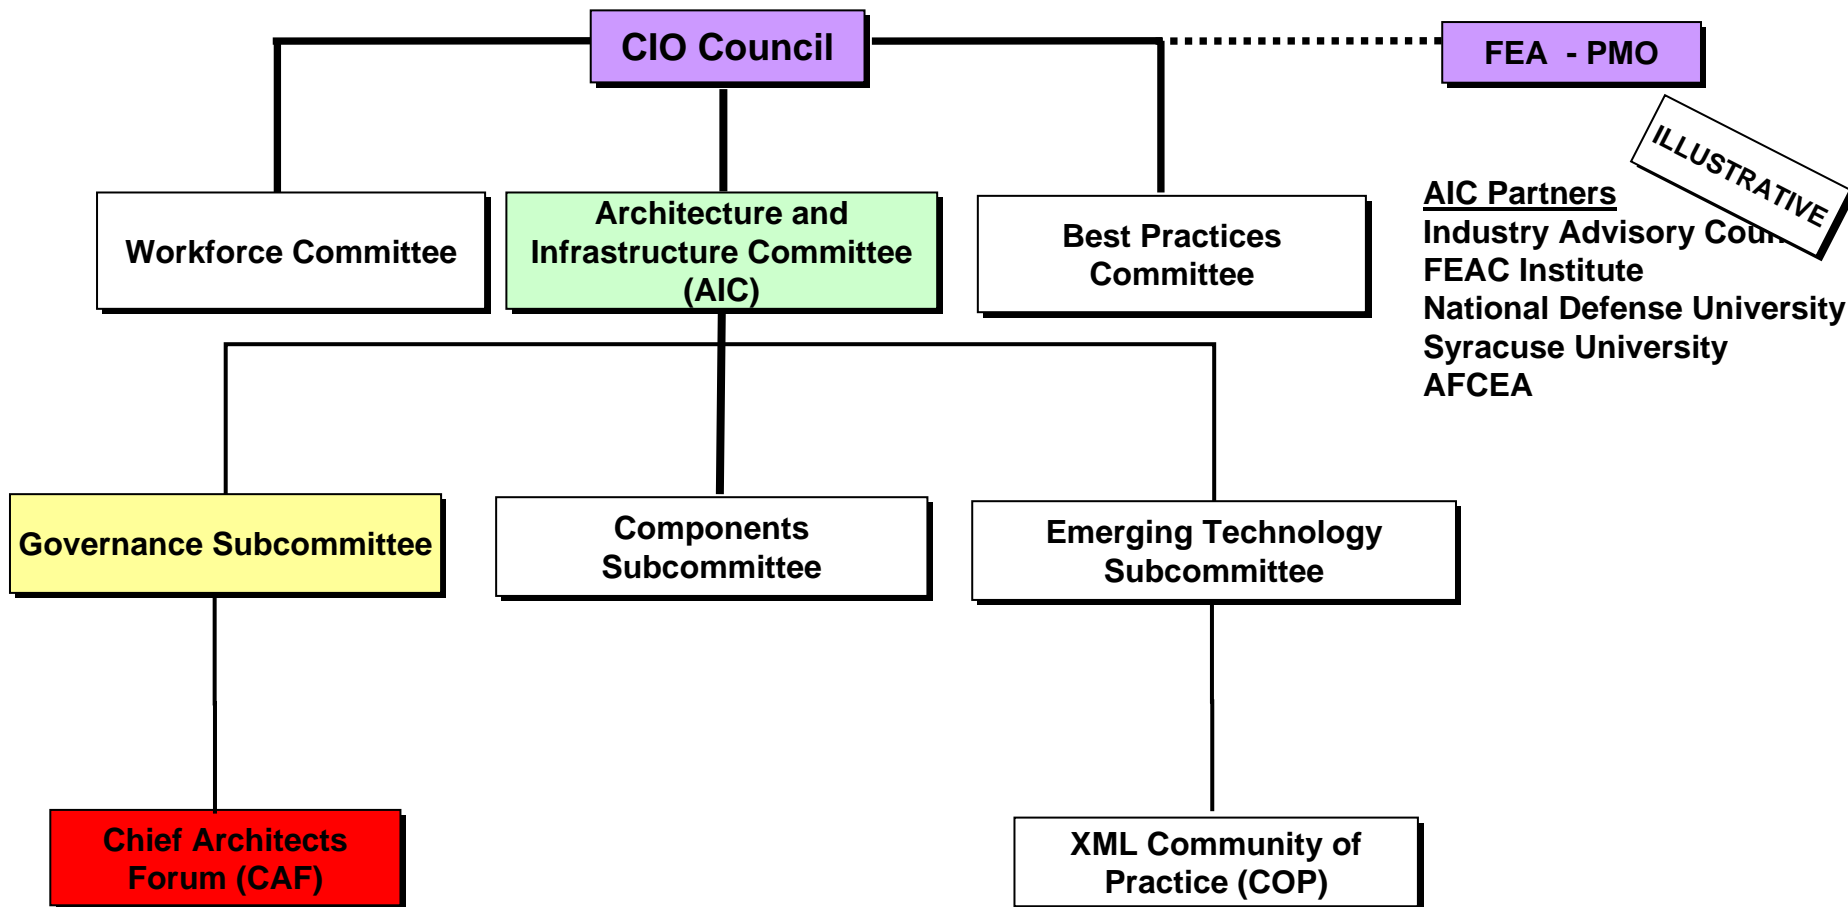 CIO Council
FEA - PMO
ILLUSTRATIVE
Workforce Committee
Architecture and
Infrastructure Committee
(AIC)
Best Practices
Committee
AIC Partners
Industry Advisory
FEAC Institute
National Defense University
Syracuse University
AFCEA
Governance Subcommittee
Components
Subcommittee
Emerging Technology
Subcommittee
Chief Architects
Forum (CAF)
XML Community of
Practice (COP)